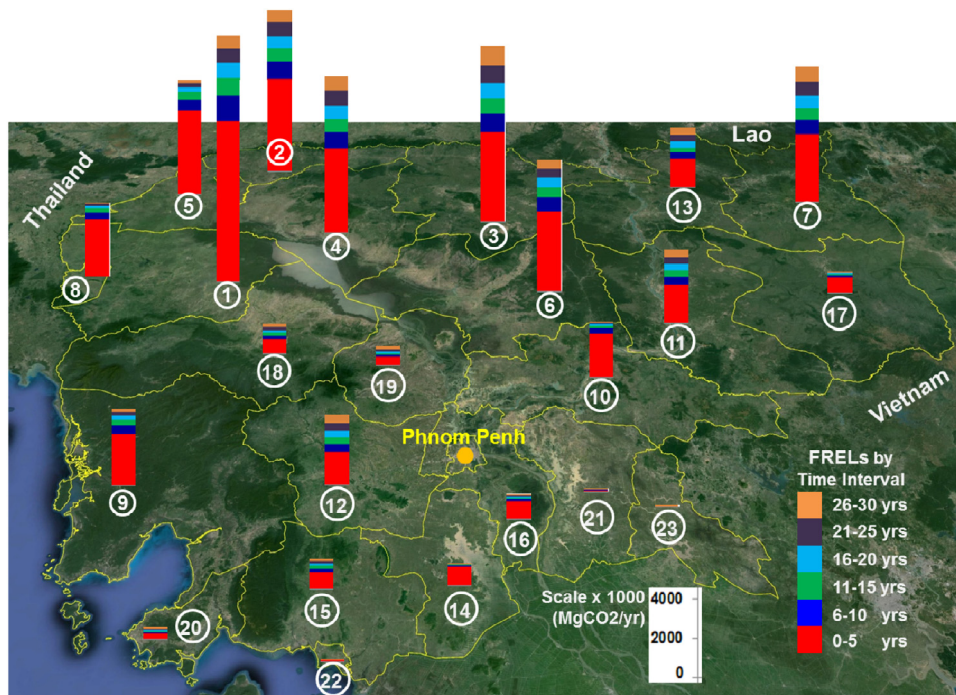 Lao
Thailand
2
5
13
7
4
3
8
1
6
17
11
18
19
10
Vietnam
Phnom Penh
9
12
16
21
23
15
14
20
22
FRELs by
Time Interval
26-30 yrs
21-25 yrs
16-20 yrs
11-15 yrs
6-10 yrs
0-5 yrs
Scale x 1000
(MgCO2/yr)
4000
2000
0